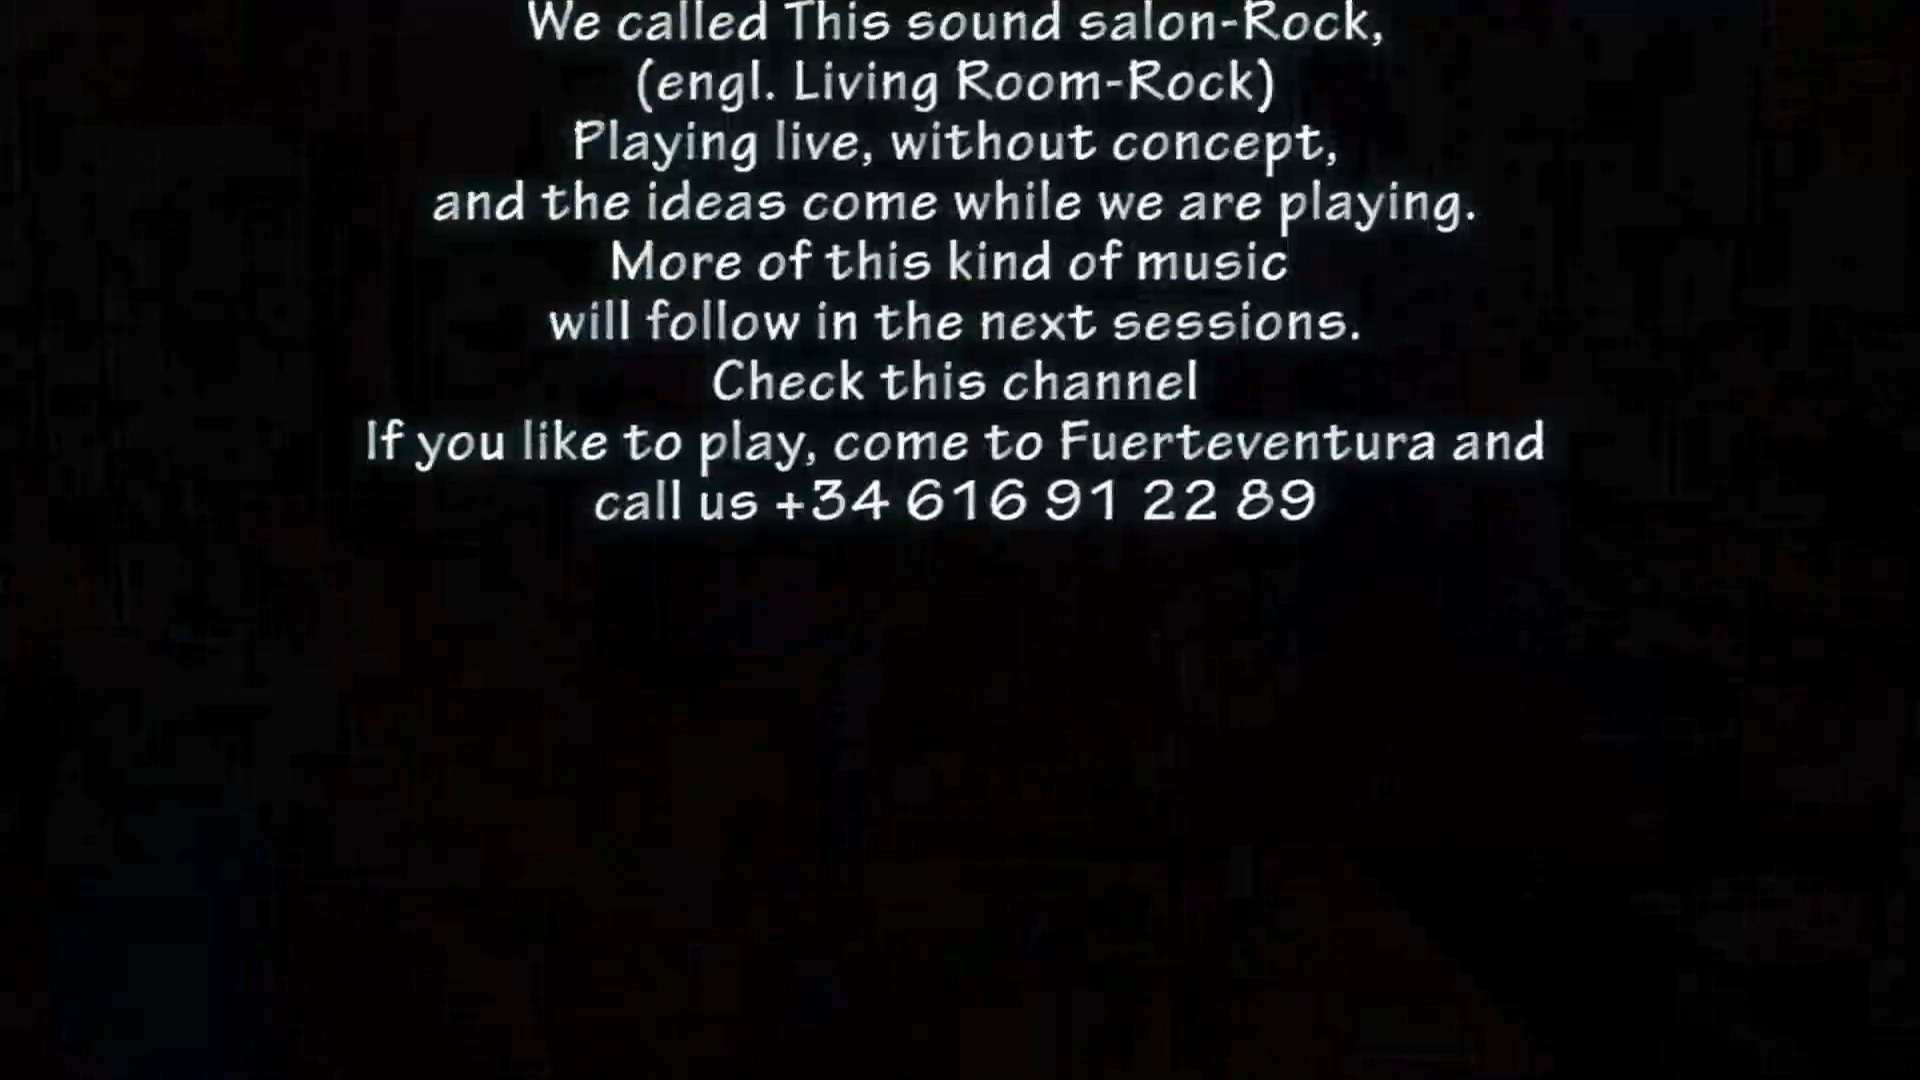 We called This sound salon-Rock,
(engl. Living Room-Rock)
Playing live, without concept,
and the ideas come while we are playing.
More of this kind of music
will follow in the next sessions.
Check this channel
If you like to play, come to Fuerteventura and
call us +34 616 91 22 89